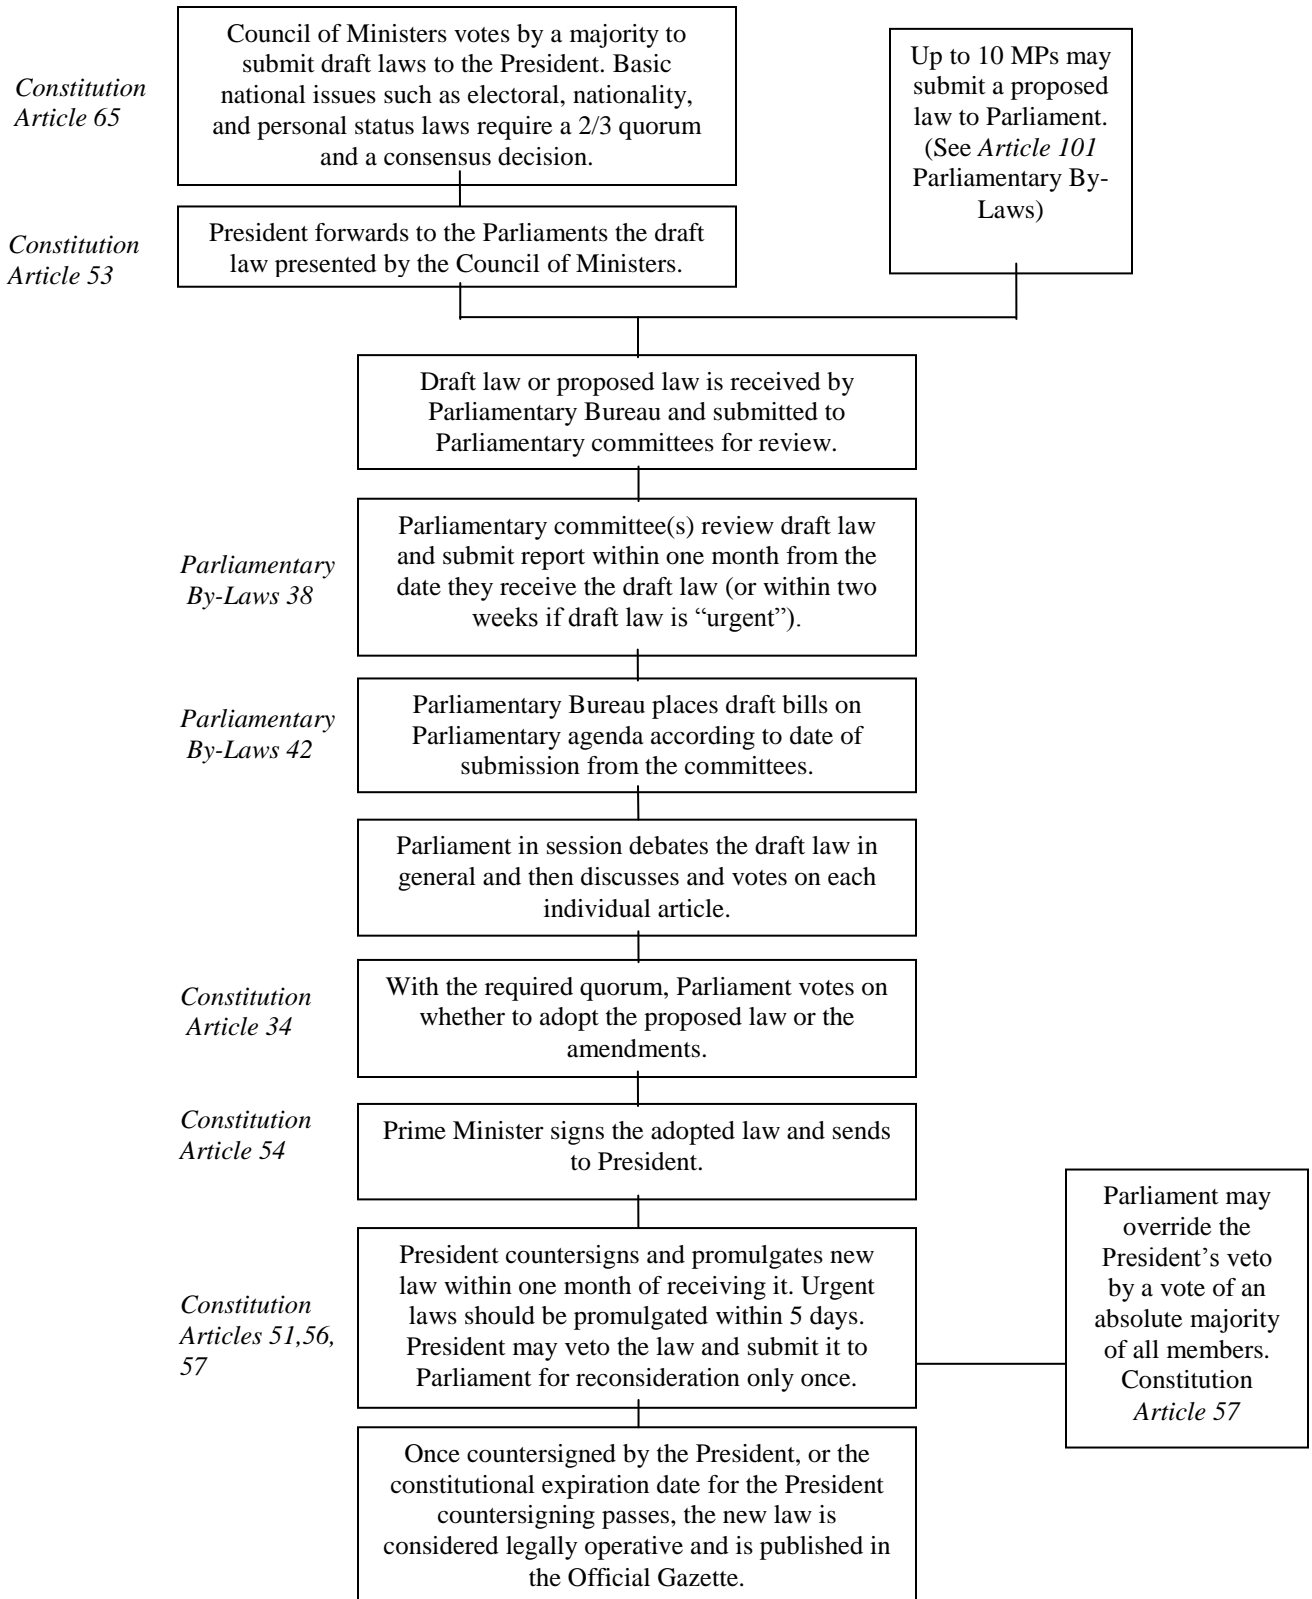 Constitution
Article 65
Council of Ministers votes by a majority to
submit draft laws to the President. Basic
national issues such as electoral, nationality,
and personal status laws require a 2/3 quorum
and a consensus decision.
Up to 10 MPs may
submit a proposed
law to Parliament.
(See Article 101
Parliamentary By-
Laws)
Constitution
Article 53
President forwards to the Parliaments the draft
law presented by the Council of Ministers.
Draft law or proposed law is received by
Parliamentary Bureau and submitted to
Parliamentary committees for review.
Parliamentary
By-Laws 38
Parliamentary committee(s) review draft law
and submit report within one month from the
date they receive the draft law (or within two
weeks if draft law is “urgent”).
Parliamentary
By-Laws 42
Parliamentary Bureau places draft bills on
Parliamentary agenda according to date of
submission from the committees.
Parliament in session debates the draft law in
general and then discusses and votes on each
individual article.
Constitution
Article 34
With the required quorum, Parliament votes on
whether to adopt the proposed law or the
amendments.
Constitution
Article 54
Prime Minister signs the adopted law and sends
to President.
Constitution
Articles 51,56,
57
President countersigns and promulgates new
law within one month of receiving it. Urgent
laws should be promulgated within 5 days.
President may veto the law and submit it to
Parliament for reconsideration only once.
Parliament may
override the
President’s veto
by a vote of an
absolute majority
of all members.
Constitution
Article 57
Once countersigned by the President, or the
constitutional expiration date for the President
countersigning passes, the new law is
considered legally operative and is published in
the Official Gazette.